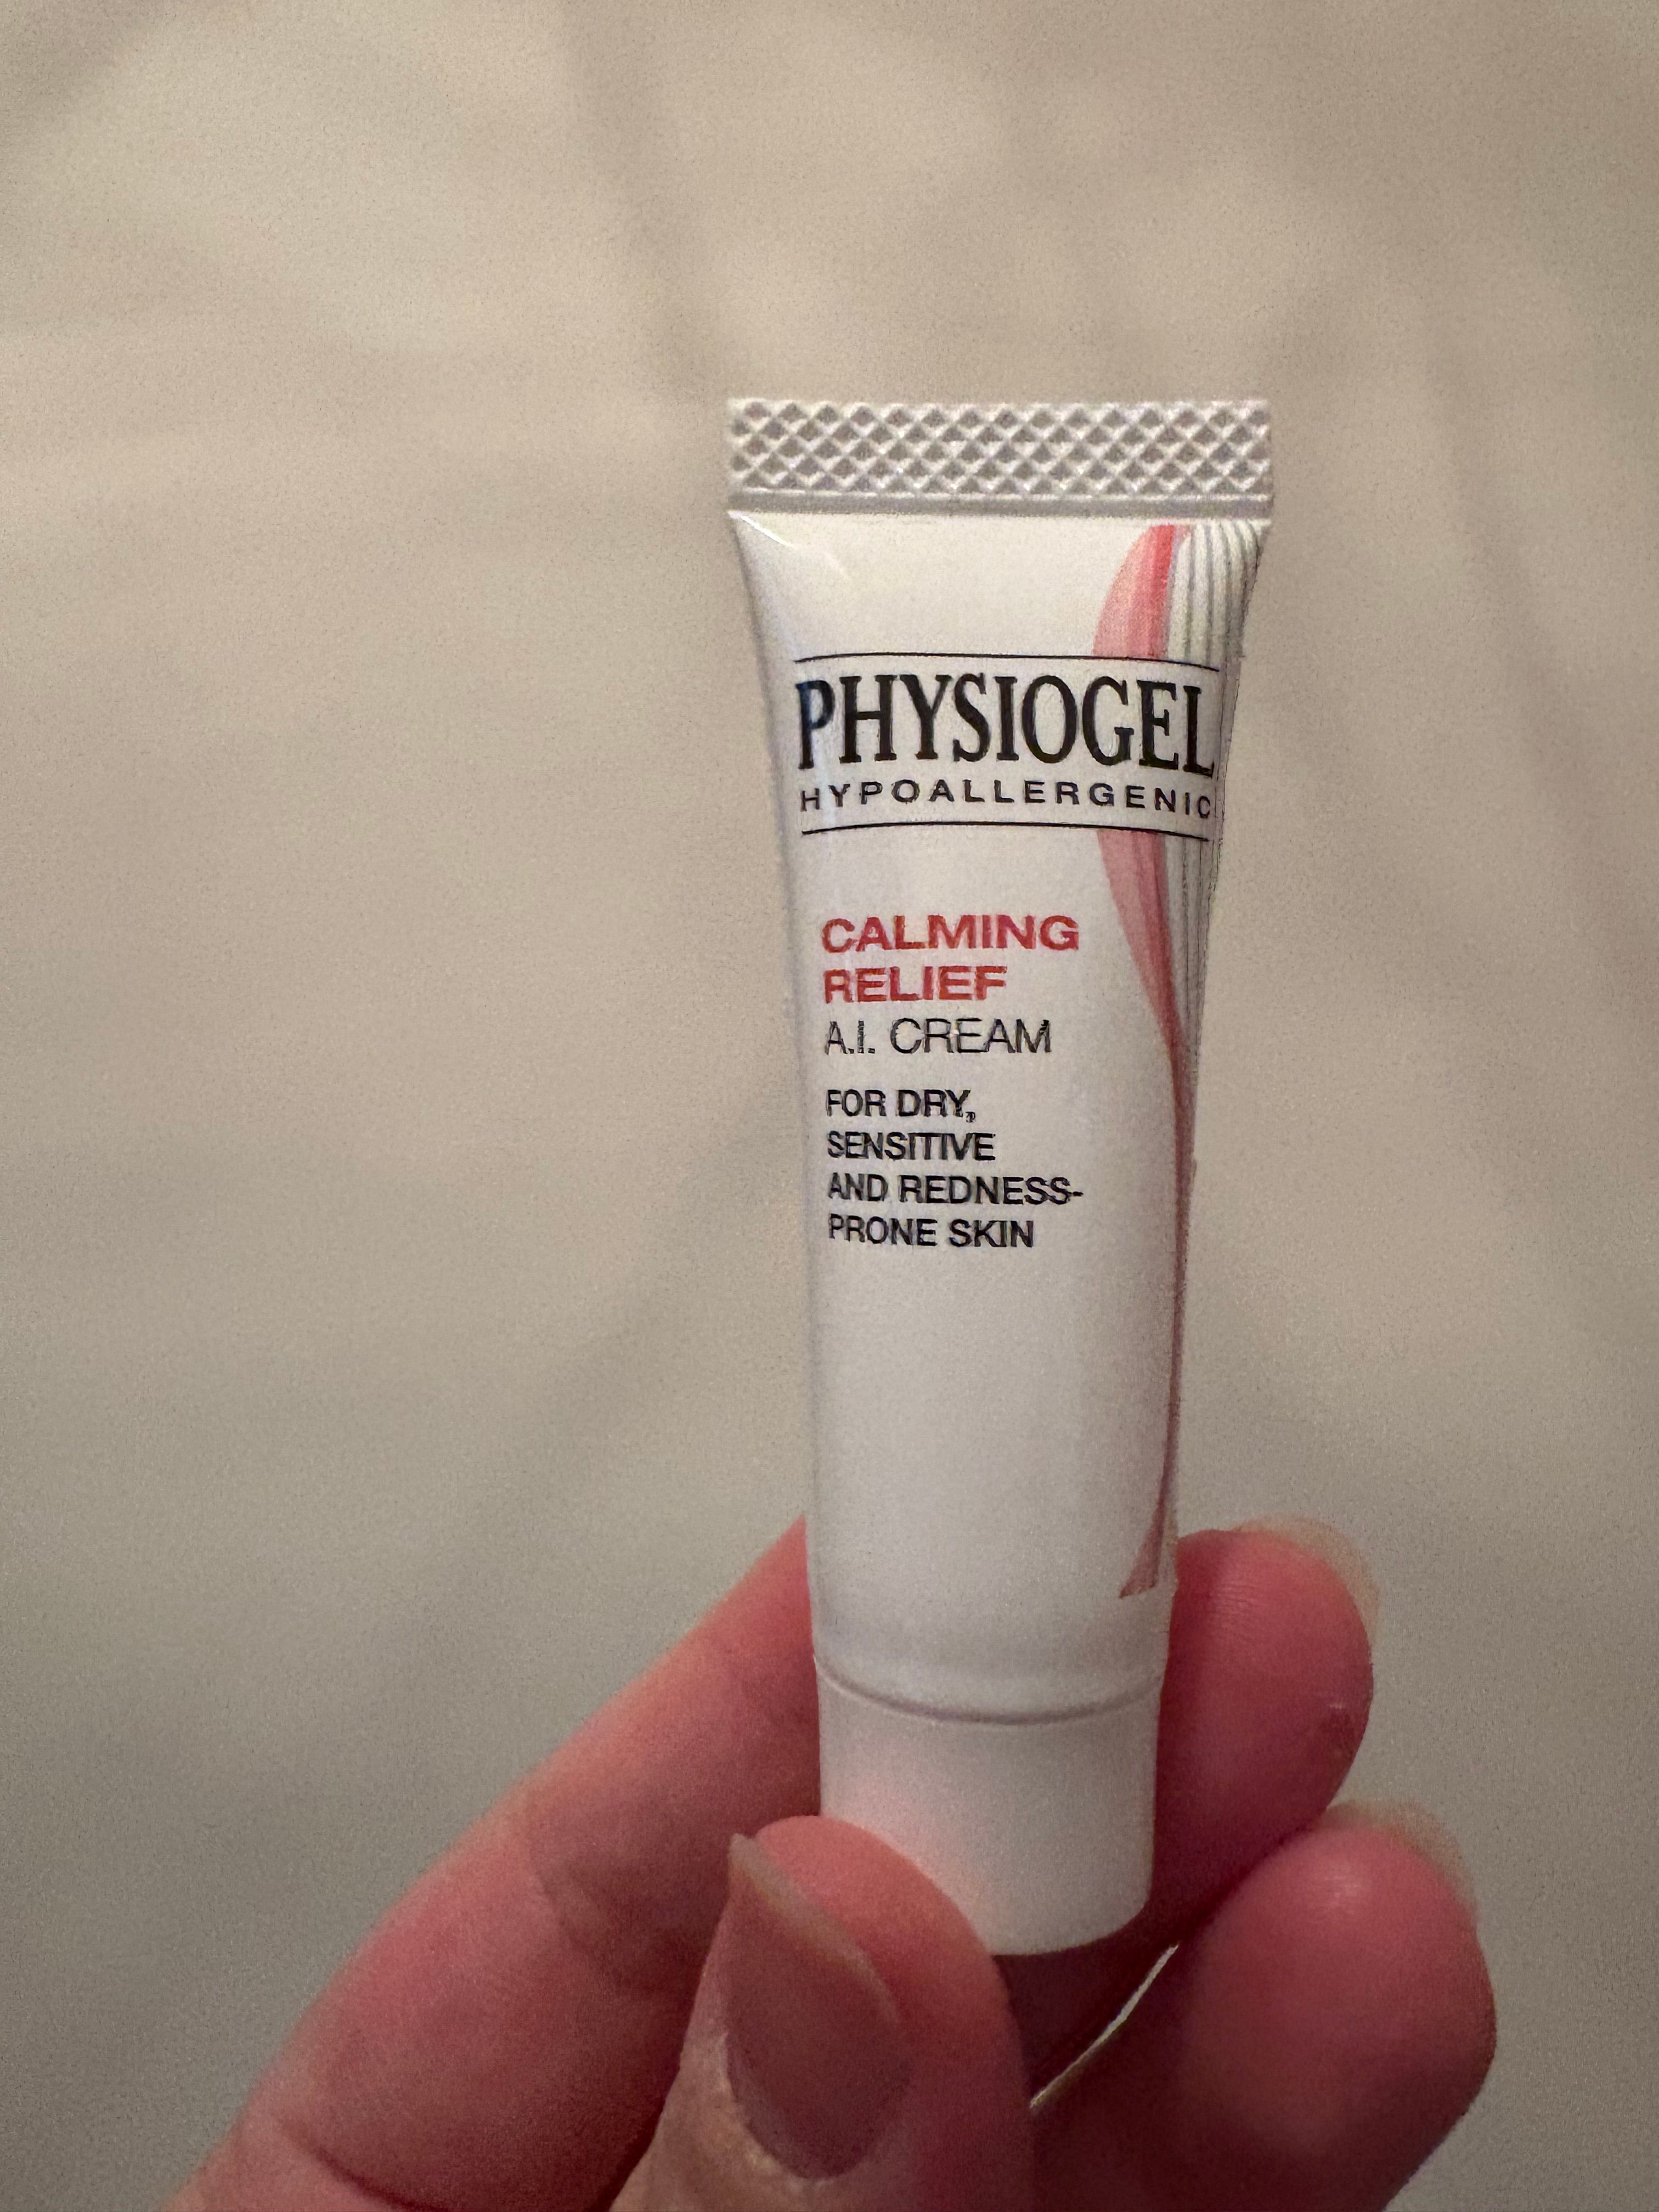 PHYSIOGEL
HYPOALLERGENIC
CALMING
RELIEF
A.I. CREAM
FOR DRY,
SENSITIVE
AND REDNESS-
PRONE SKIN